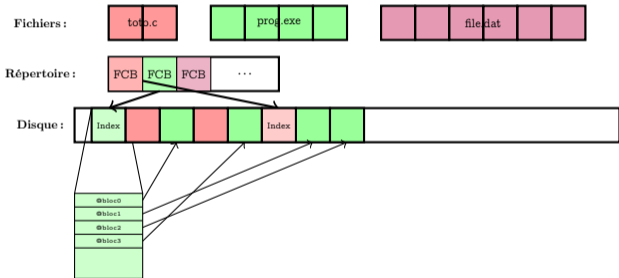 Fichiers : toto.c prog.exe file.dat
Répertoire : FCB FCB FCB ...
Disque : Index Index
@bloc0
@bloc1
@bloc2
@bloc3